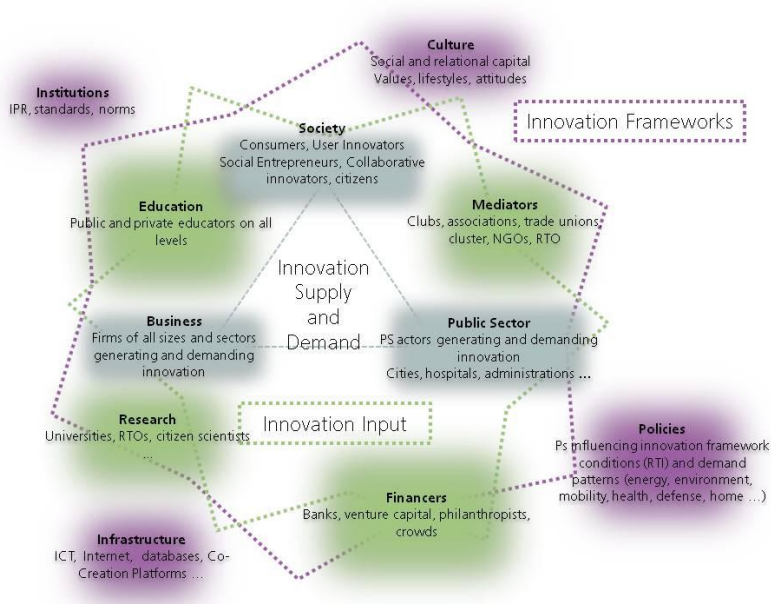 Culture
Social and relational capital
Values, lifestyles, attitudes
Institutions
IPR, standards, norms
Innovation Frameworks
Society
Consumers, User Innovators
Social Entrepreneurs, Collaborative
innovators, citizens
Education
Public and private educators on all
levels
Mediators
Clubs, associations, trade unions,
cluster, NGOs, RTO
Innovation
Supply
and
Demand
Business
Firms of all sizes and sectors
generating and demanding
innovation
Public Sector
PS actors generating and demanding
innovation
Cities, hospitals, administrations ...
Research
Universities, RTOs, citizen scientists
...
Innovation Input
Policies
Ps influencing innovation framework
conditions (RTI) and demand
patterns (energy, environment,
mobility, health, defense, home ...)
Financers
Banks, venture capital, philanthropists,
crowds
Infrastructure
ICT, Internet, databases, Co-
Creation Platforms ...